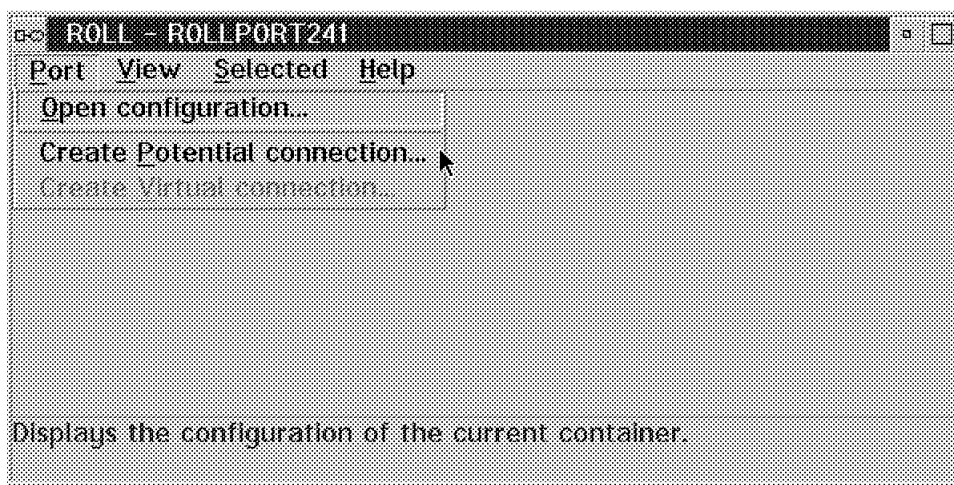 ROLL - ROLLPORT241
Port View Selected Help
Open configuration...
Create Potential connection...
Create Virtual connection...
Displays the configuration of the current container.